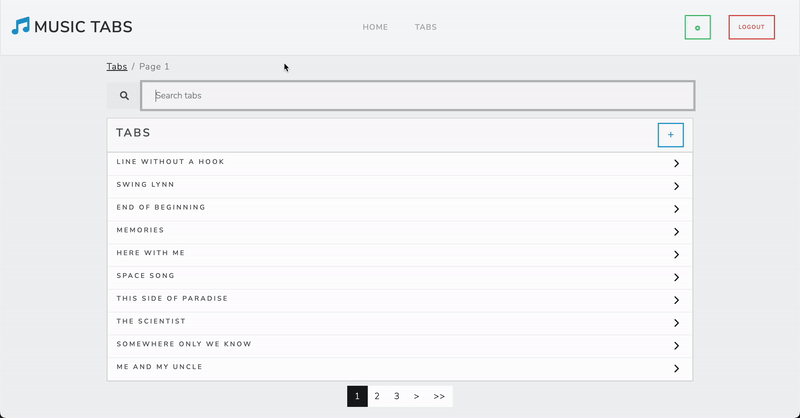 MUSIC TABS HOME TABS LOGOUT
Tabs / Page 1
Search tabs
TABS +
LINE WITHOUT A HOOK
SWING LYNN
END OF BEGINNING
MEMORIES
HERE WITH ME
SPACE SONG
THIS SIDE OF PARADISE
THE SCIENTIST
SOMEWHERE ONLY WE KNOW
ME AND MY UNCLE
1 2 3 > >>